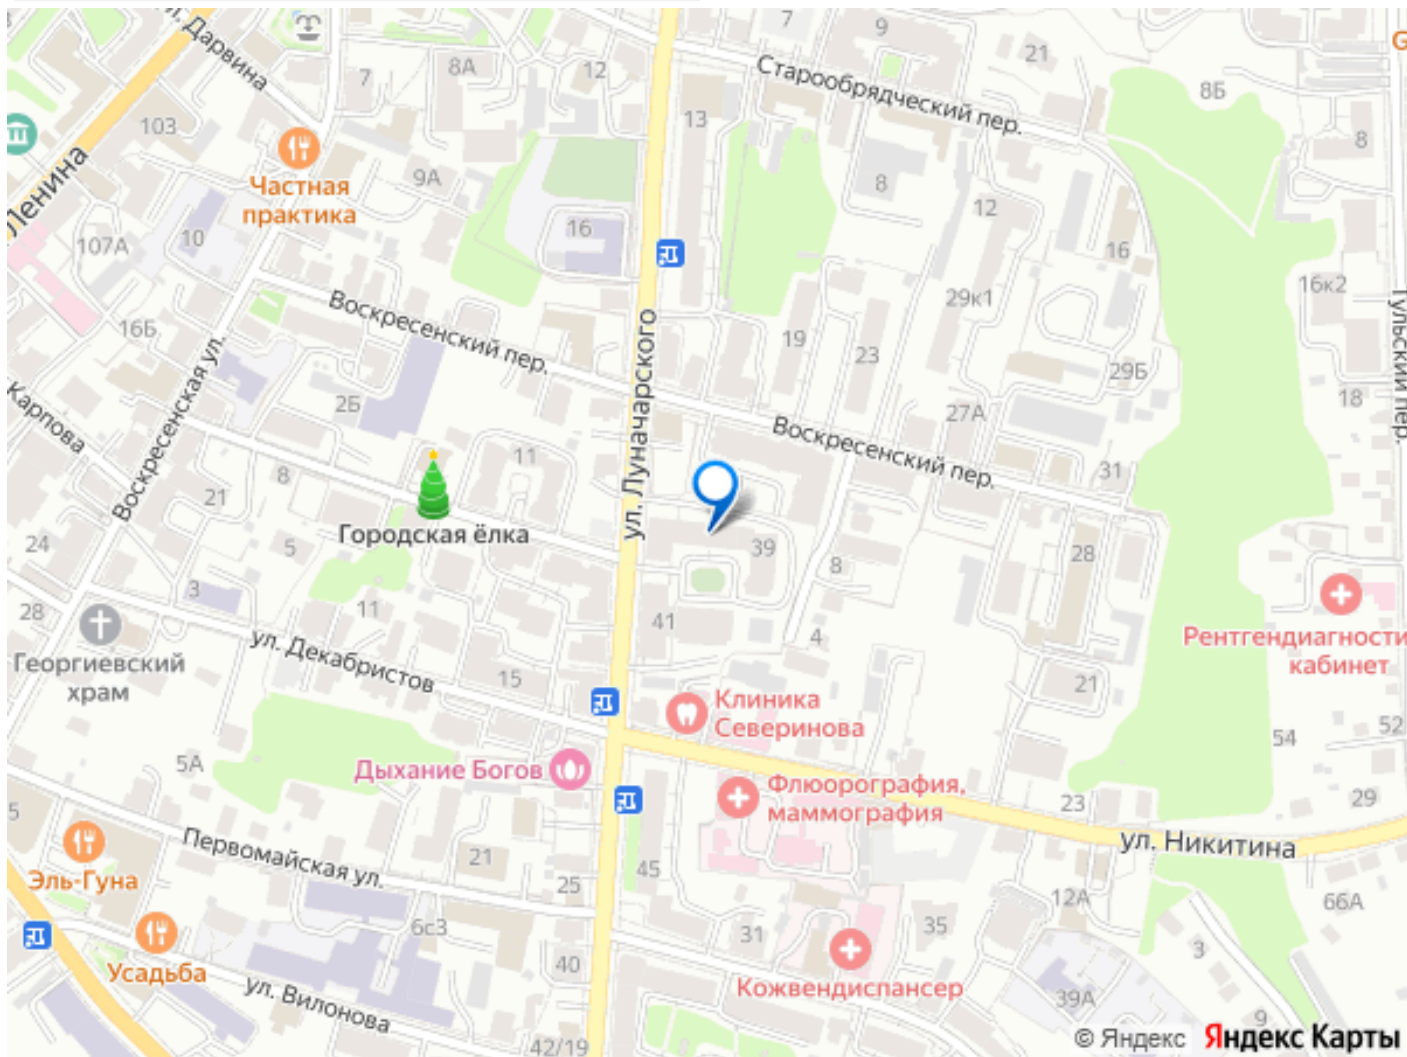 ул. Дарвина
7
8А
12
7
9
21
Старообрядческий пер.
8Б
G
103
13
8
Ленина
Частная
практика
9А
8
12
107А
10
16
16
29к1
16к2
Тульский пер.
16Б
Воскресенский пер.
ул. Луначарского
19
23
29Б
18
Карпова
Воскресенская ул.
2Б
27А
Воскресенский пер.
31
8
11
21
Городская ёлка
24
5
39
28
3
8
28
11
41
4
Георгиевский
храм
ул. Декабристов
15
Рентгендиагности
кабинет
21
Клиника
Северинова
52
54
5А
Дыхание Богов
Флюорография,
маммография
23
29
5
Первомайская ул.
ул. Никитина
Эль-Гуна
21
25
45
12А
66А
6с3
31
35
3
Усадьба
40
Кожвендиспансер
ул. Вилонова
39А
9
42/19
© Яндекс Яндекс Карты